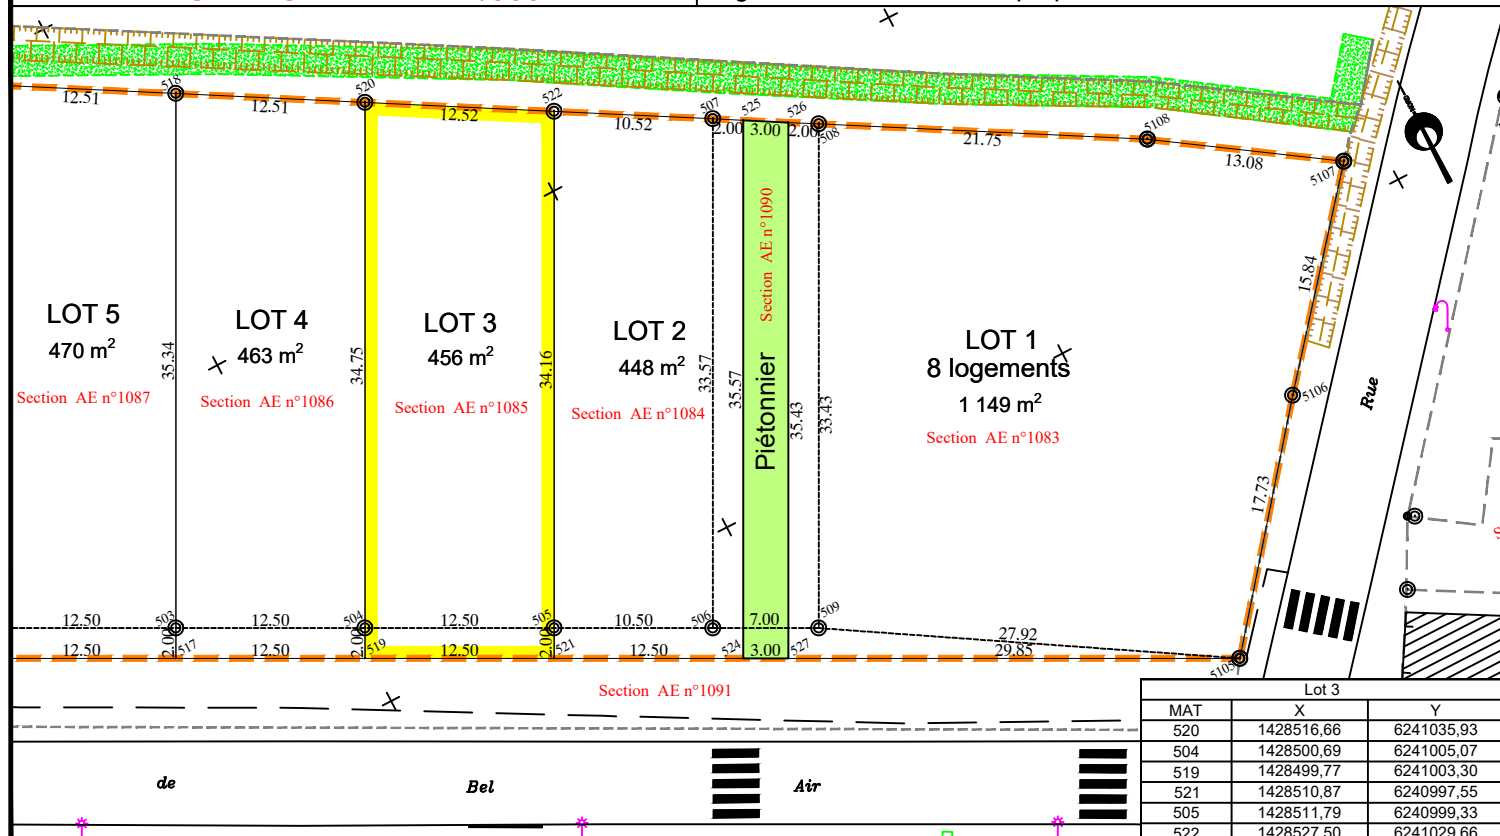 518
520
522
507
525
526
508
5108
5107
12.51
12.51
12.52
10.52
2.00
3.00
2.00
21.75
13.08
Section AE n°1090
15.84
LOT 5
470 m²
Section AE n°1087
35.34
LOT 4
463 m²
Section AE n°1086
34.75
LOT 3
456 m²
Section AE n°1085
34.16
LOT 2
448 m²
Section AE n°1084
33.57
35.57
Piétonnier
35.43
33.43
LOT 1
8 logements
1 149 m²
Section AE n°1083
5106
Rue
17.73
503
504
505
506
509
12.50
12.50
12.50
10.50
7.00
27.92
2.00
517
2.00
519
2.00
521
524
527
5105
12.50
12.50
12.50
12.50
3.00
29.85
Section AE n°1091
de Bel Air
Lot 3
MAT X Y
520 1428516,66 6241035,93
504 1428500,69 6241005,07
519 1428499,77 6241003,30
521 1428510,87 6240997,55
505 1428511,79 6240999,33
522 1428527,50 6241029,66